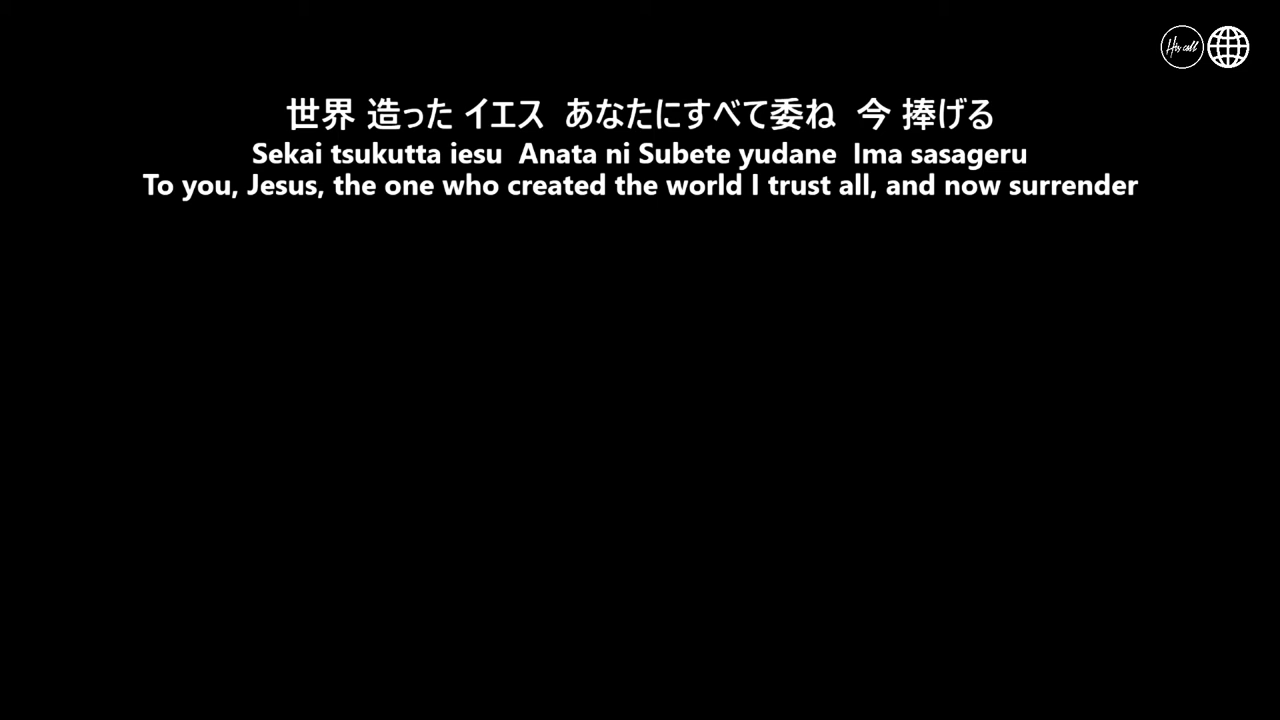 His call
世界 造った イエス  あなたにすべて委ね  今 捧げる
Sekai tsukutta iesu  Anata ni Subete yudane  Ima sasageru
To you, Jesus, the one who created the world I trust all, and now surrender